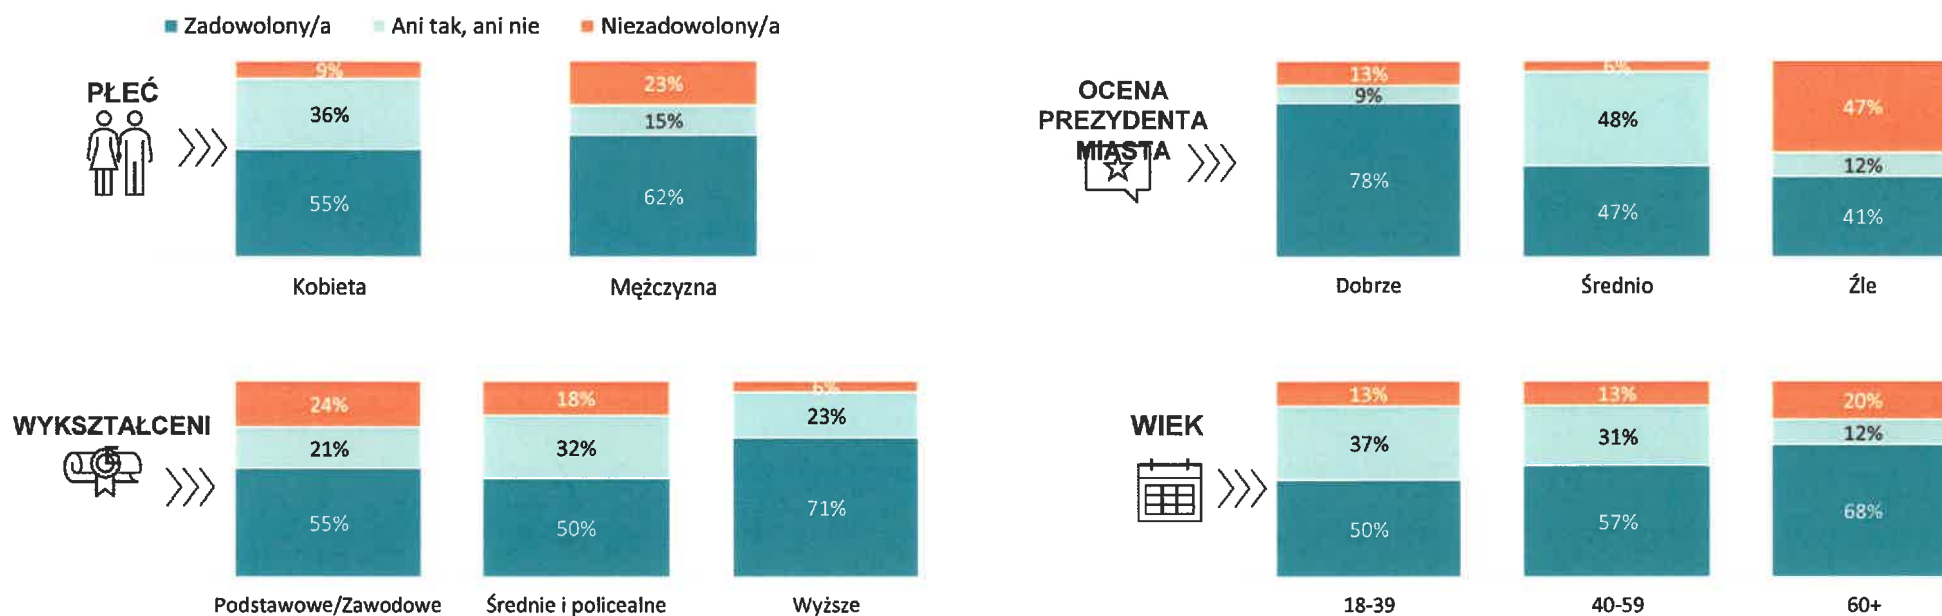 Zadowolony/a Ani tak, ani nie Niezadowolony/a
PŁEĆ
9%
36%
55%
Kobieta
23%
15%
62%
Mężczyzna
OCENA
PREZYDENTA
MIASTA
13%
9%
78%
Dobrze
6%
48%
47%
Średnio
47%
12%
41%
Źle
WYKSZTAŁCENI
E
24%
21%
55%
Podstawowe/Zawodowe
18%
32%
50%
Średnie i policealne
6%
23%
71%
Wyższe
WIEK
13%
37%
50%
18-39
13%
31%
57%
40-59
20%
12%
68%
60+